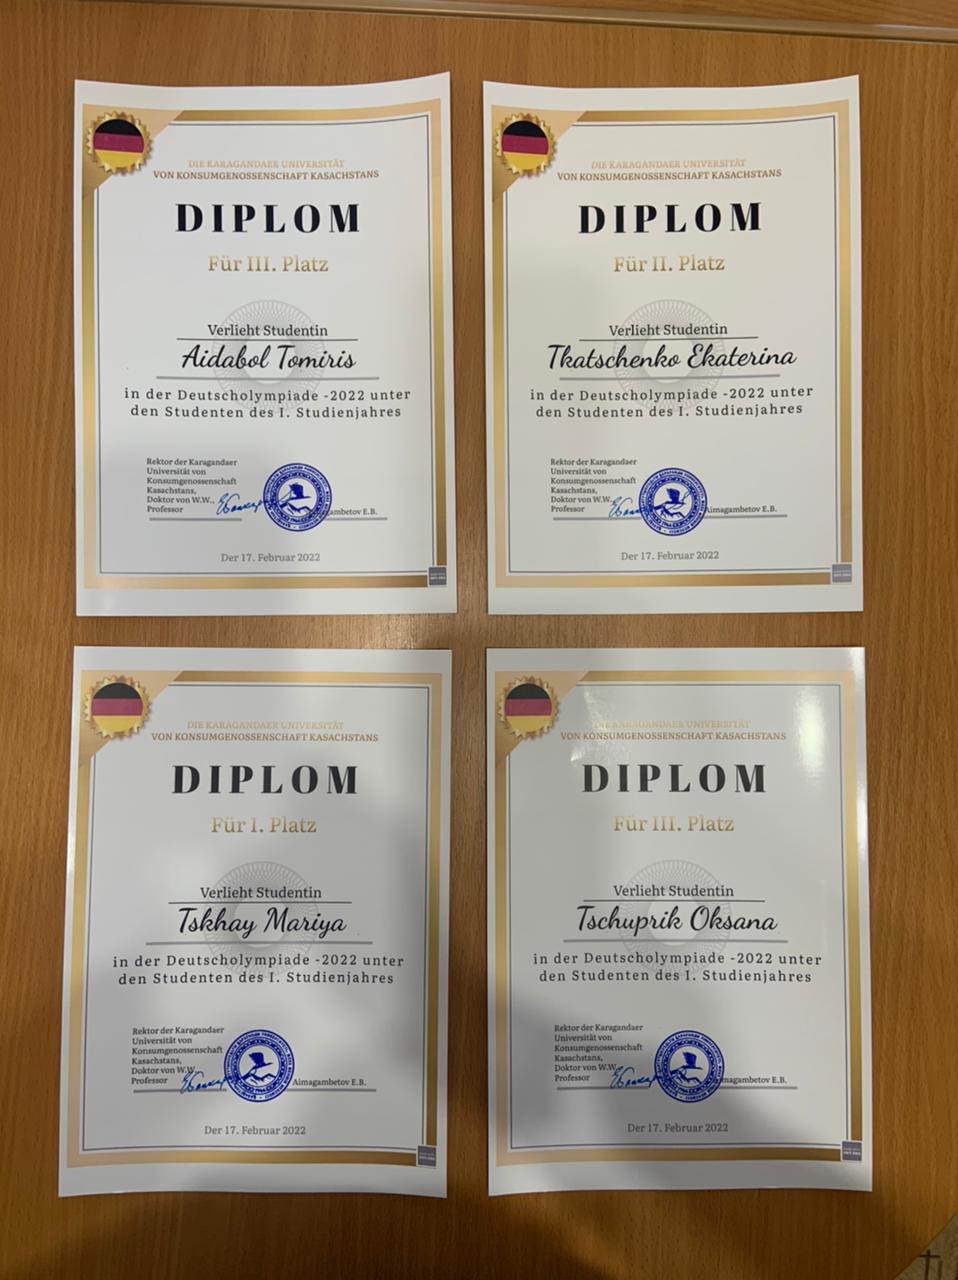 DIE KARAGANDAER UNIVERSITÄT
VON KONSUMGENOSSENSCHAFT KASACHSTANS
DIPLOM
Für III. Platz
Verlieht Studentin
Aidabol Tomiris
in der Deutscholympiade -2022 unter
den Studenten des I. Studienjahres
Rektor der Karagandaer
Universität von
Konsumgenossenschaft
Kasachstans,
Doktor von W.W.,
Professor
E.B.
Der 17. Februar 2022
DIE KARAGANDAER UNIVERSITÄT
VON KONSUMGENOSSENSCHAFT KASACHSTANS
DIPLOM
Für II. Platz
Verlieht Studentin
Tkatschenko Ekaterina
in der Deutscholympiade -2022 unter
den Studenten des I. Studienjahres
Rektor der Karagandaer
Universität von
Konsumgenossenschaft
Kasachstans,
Doktor von W.W.,
Professor
Aimagambetov E.B.
Der 17. Februar 2022
DIE KARAGANDAER UNIVERSITÄT
VON KONSUMGENOSSENSCHAFT KASACHSTANS
DIPLOM
Für I. Platz
Verlieht Studentin
Tskhay Mariya
in der Deutscholympiade -2022 unter
den Studenten des I. Studienjahres
Rektor der Karagandaer
Universität von
Konsumgenossenschaft
Kasachstans,
Doktor von W.W.,
Professor
Aimagambetov E.B.
Der 17. Februar 2022
DIE KARAGANDAER UNIVERSITÄT
VON KONSUMGENOSSENSCHAFT KASACHSTANS
DIPLOM
Für III. Platz
Verlieht Studentin
Tschuprik Oksana
in der Deutscholympiade -2022 unter
den Studenten des I. Studienjahres
Rektor der Karagandaer
Universität von
Konsumgenossenschaft
Kasachstans,
Doktor von W.W.,
Professor
E.B.
Der 17. Februar 2022